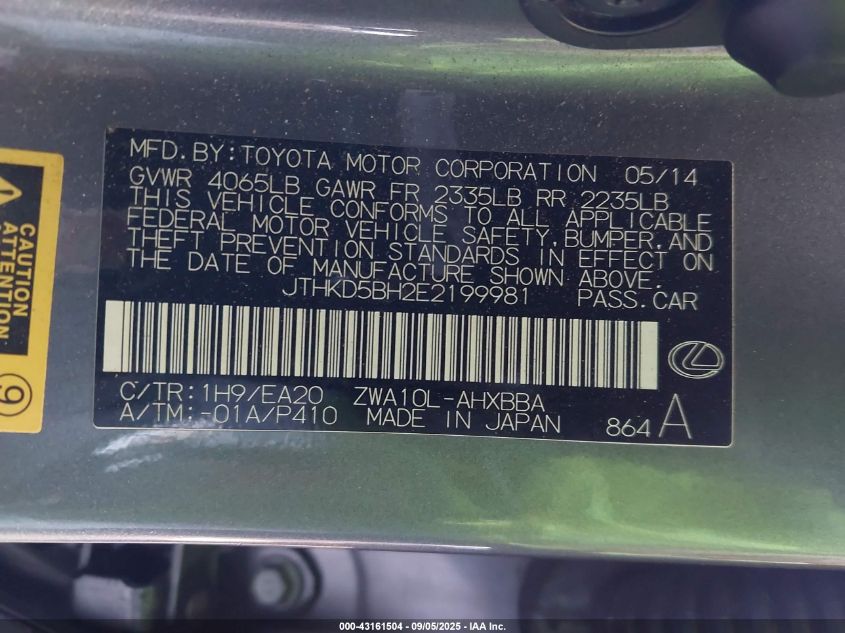 MFD.BY:TOYOTA MOTOR CORPORATION 05/14
GVWR 4065LB GAWR FR 2335LB RR 2235LB
THIS VEHICLE CONFORMS TO ALL APPLICABLE
FEDERAL MOTOR VEHICLE SAFETY,BUMPER,AND
THEFT PREVENTION STANDARDS IN EFFECT ON
THE DATE OF MANUFACTURE SHOWN ABOVE.
JTHKD5BH2E2199981 PASS.CAR
C/TR:1H9/EA20 ZWA10L-AHXBBA
A/TM:-01A/P410 MADE IN JAPAN 864 A
CAUTION
ATTENTION
9
000-43161504 - 09/05/2025 - IAA Inc.